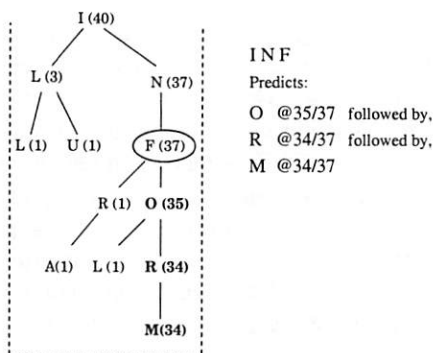 I (40)
L (3)
N (37)
L (1)
U (1)
F (37)
R (1)
O (35)
A(1)
L (1)
R (34)
M(34)
I N F
Predicts:
O @35/37 followed by,
R @34/37 followed by,
M @34/37